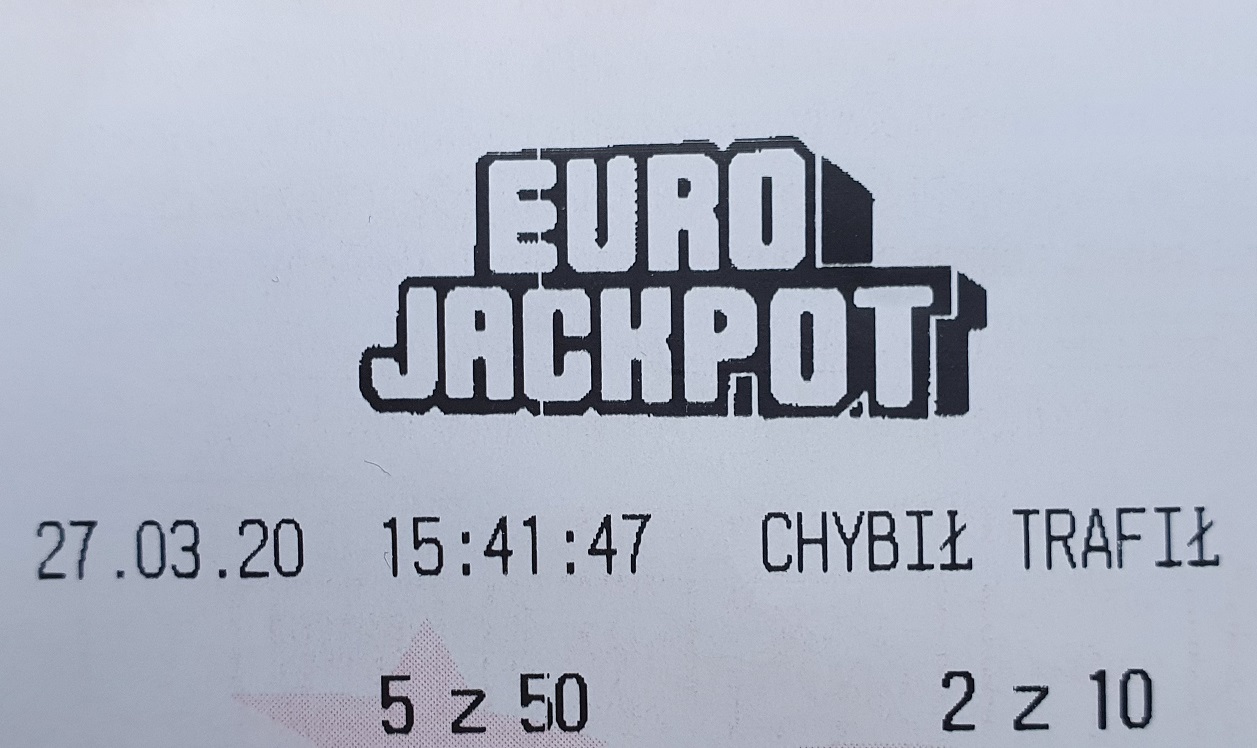 EURO
JACKPOT
27.03.20 15:41:47 CHYBIŁ TRAFIŁ
5 z 50 2 z 10